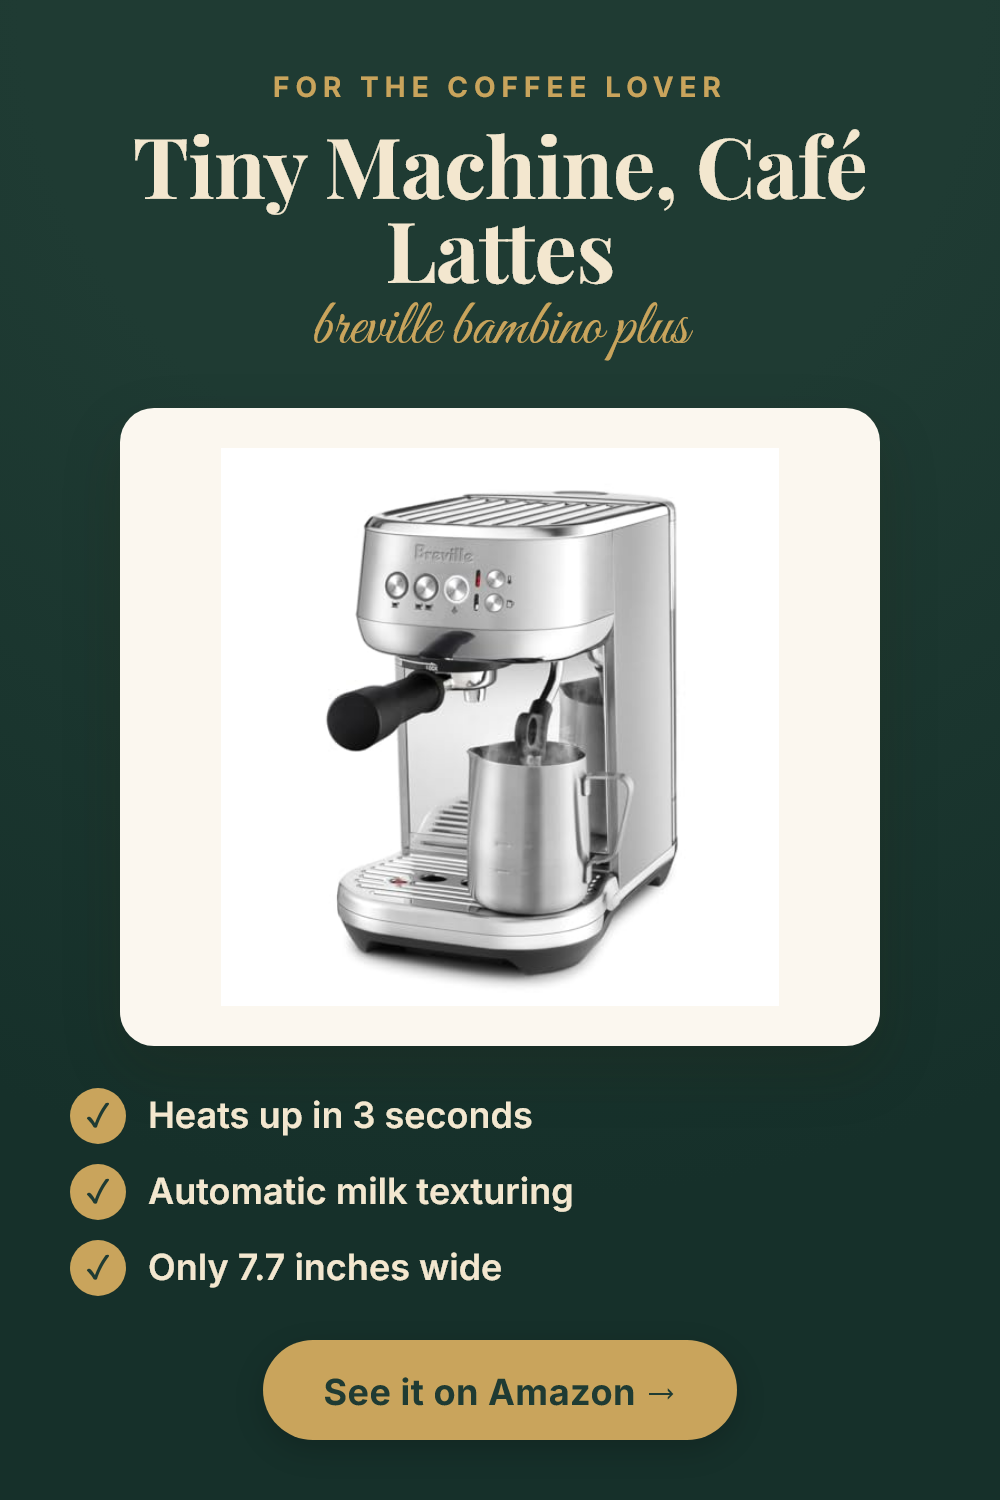 FOR THE COFFEE LOVER
Tiny Machine, Café
Lattes
breville bambino plus
Breville
✓ Heats up in 3 seconds
✓ Automatic milk texturing
✓ Only 7.7 inches wide
See it on Amazon →